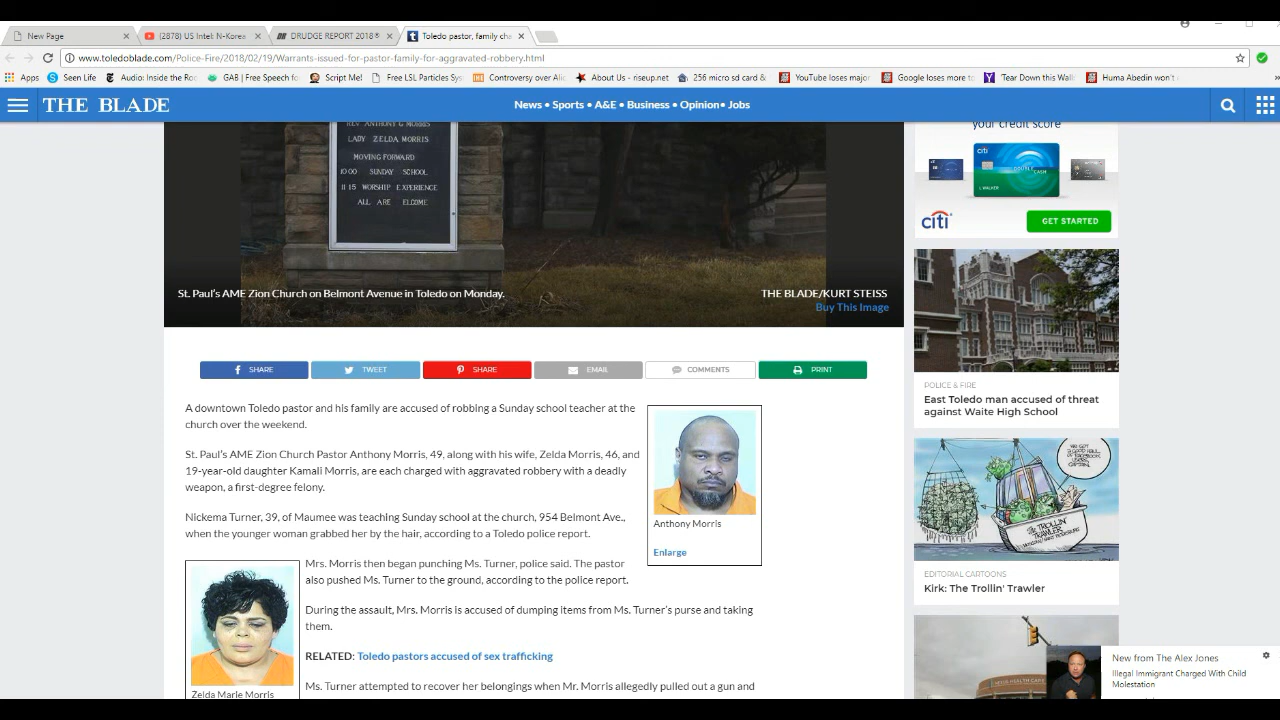 New Page
(2878) US Intel: N-Korea
DRUDGE REPORT 2018®
Toledo pastor, family cha
www.toledoblade.com/Police-Fire/2018/02/19/Warrants-issued-for-pastor-family-for-aggravated-robbery.html
Apps
Seen Life
Audio: Inside the Ro
GAB | Free Speech fo
Script Me!
Free LSL Particles Sys
Controversy over Ali
About Us - riseup.net
256 micro sd card &
YouTube loses major
Google loses more to
Tear Down this Wall
Huma Abedin won't
THE BLADE
News • Sports • A&E • Business • Opinion • Jobs
REV ANTHONY G MORRIS
LADY ZELDA MORRIS
MOVING FORWARD
10 00 SUNDAY SCHOOL
11 15 WORSHIP EXPERIENCE
ALL ARE ELCOME
St. Paul's AME Zion Church on Belmont Avenue in Toledo on Monday.
THE BLADE/KURT STEISS
Buy This Image
SHARE
TWEET
SHARE
EMAIL
COMMENTS
PRINT
A downtown Toledo pastor and his family are accused of robbing a Sunday school teacher at the
church over the weekend.
St. Paul's AME Zion Church Pastor Anthony Morris, 49, along with his wife, Zelda Morris, 46, and
19-year-old daughter Kamali Morris, are each charged with aggravated robbery with a deadly
weapon, a first-degree felony.
Nickema Turner, 39, of Maumee was teaching Sunday school at the church, 954 Belmont Ave.,
when the younger woman grabbed her by the hair, according to a Toledo police report.
Anthony Morris
Enlarge
Mrs. Morris then began punching Ms. Turner, police said. The pastor
also pushed Ms. Turner to the ground, according to the police report.
During the assault, Mrs. Morris is accused of dumping items from Ms. Turner's purse and taking
them.
RELATED: Toledo pastors accused of sex trafficking
Ms. Turner attempted to recover her belongings when Mr. Morris allegedly pulled out a gun and
Zelda Marie Morris
your credit score
citi
DOUBLE CASH
L WALKER
citi
GET STARTED
POLICE & FIRE
East Toledo man accused of threat
against Waite High School
EDITORIAL CARTOONS
Kirk: The Trollin' Trawler
New from The Alex Jones
Illegal Immigrant Charged With Child
Molestation